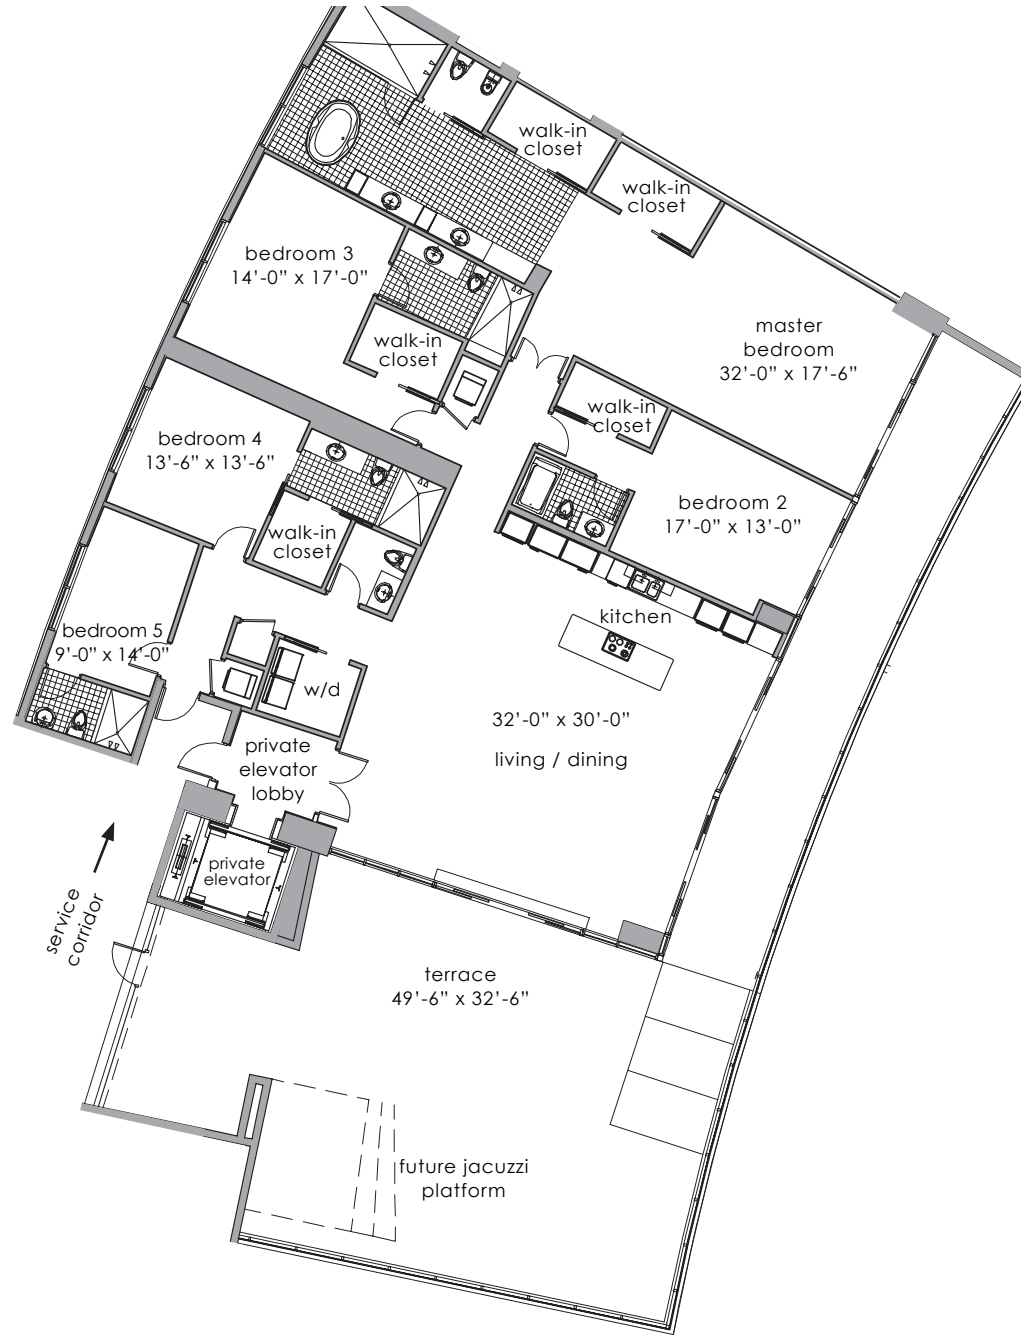 walk-in
closet
walk-in
closet
bedroom 3
14’-0” x 17’-0”
walk-in
closet
master
bedroom
32’-0” x 17’-6”
walk-in
closet
bedroom 4
13’-6” x 13’-6”
bedroom 2
17’-0” x 13’-0”
walk-in
closet
kitchen
bedroom 5
9’-0” x 14’-0”
w/d
32’-0” x 30’-0”
living / dining
private
elevator
lobby
private
elevator
service
corridor
terrace
49’-6” x 32’-6”
future jacuzzi
platform